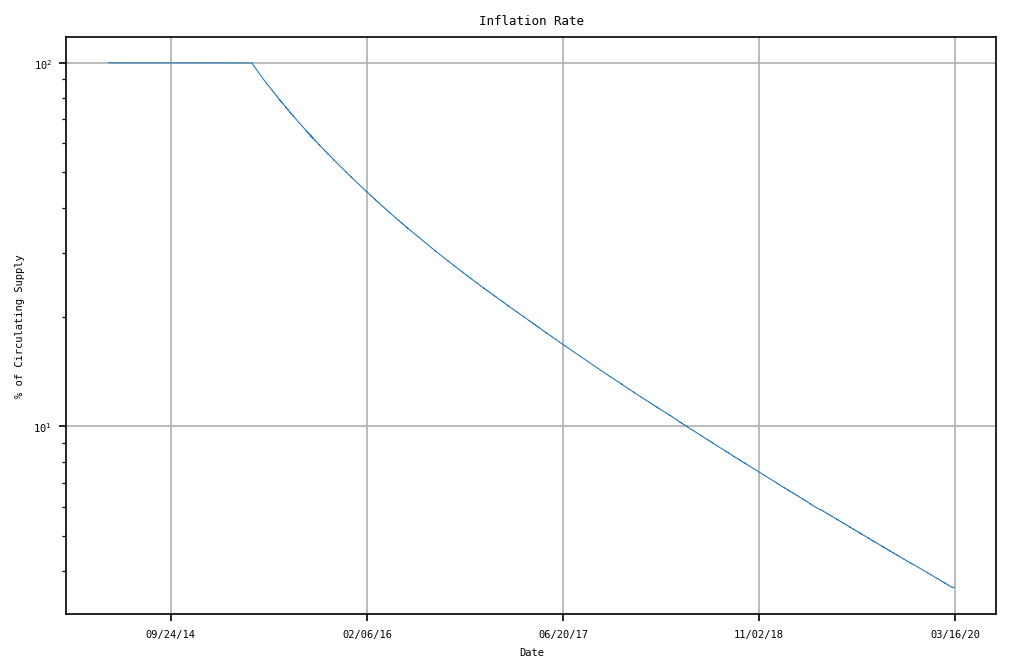 Inflation Rate
10²
% of Circulating Supply
10¹
09/24/14 02/06/16 06/20/17 11/02/18 03/16/20
Date